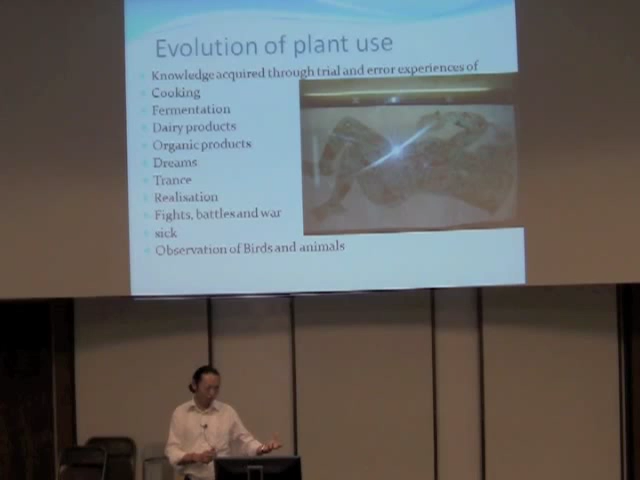 Evolution of plant use
Knowledge acquired through trial and error experiences of
Cooking
Fermentation
Dairy products
Organic products
Dreams
Trance
Realisation
Fights, battles and war
sick
Observation of Birds and animals